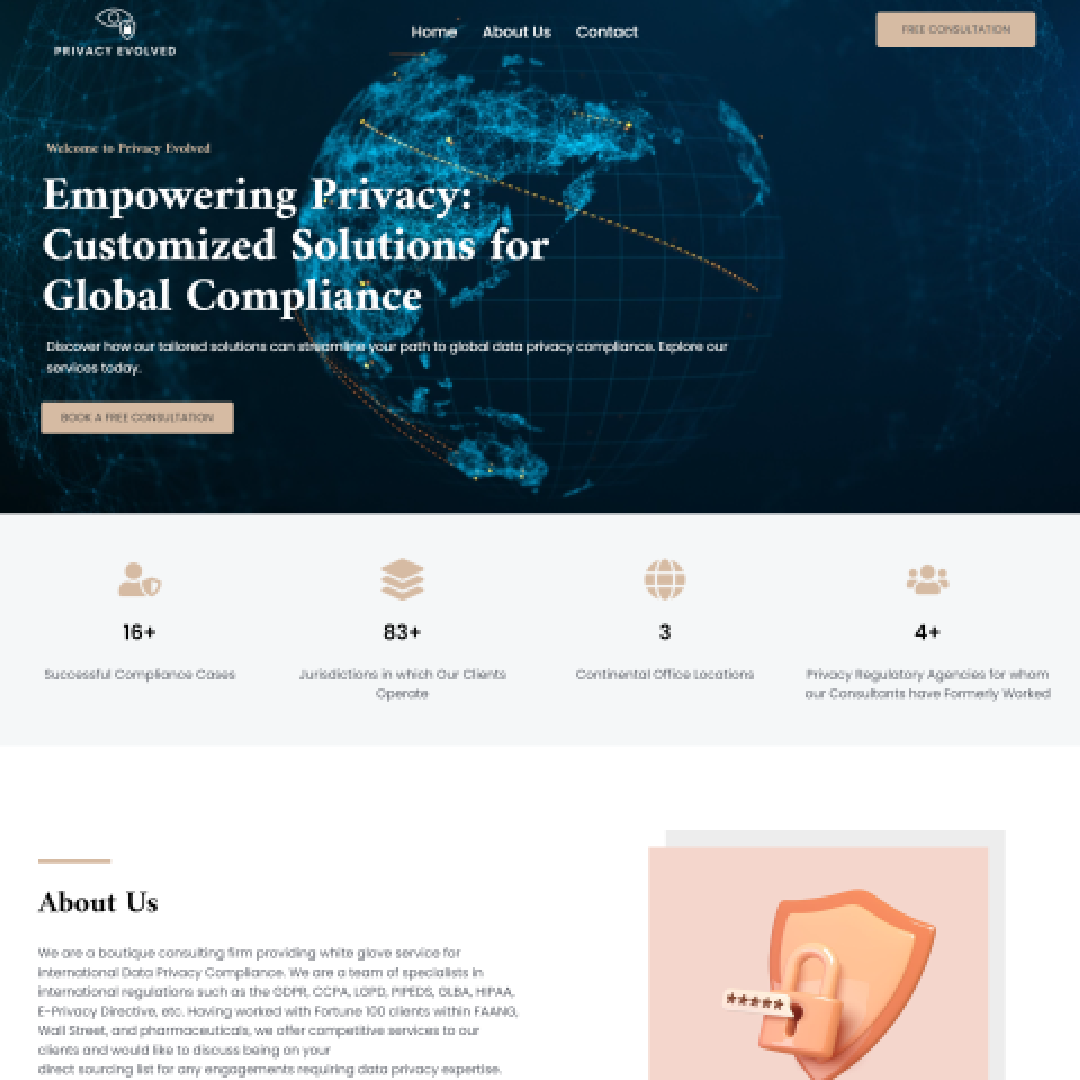 PRIVACY EVOLVED
Home About Us Contact
FREE CONSULTATION
Welcome to Privacy Evolved
Empowering Privacy:
Customized Solutions for
Global Compliance
Discover how our tailored solutions can streamline your path to global data privacy compliance. Explore our
services today.
BOOK A FREE CONSULTATION
16+
Successful Compliance Cases
83+
Jurisdictions in which Our Clients
Operate
3
Continental Office Locations
4+
Privacy Regulatory Agencies for whom
our Consultants have Formerly Worked
About Us
We are a boutique consulting firm providing white glove service for
international Data Privacy Compliance. We are a team of specialists in
international regulations such as the GDPR, CCPA, LGPD, PIPEDS, GLBA, HIPAA,
E-Privacy Directive, etc. Having worked with Fortune 100 clients within FAANG,
Wall Street, and pharmaceuticals, we offer competitive services to our
clients and would like to discuss being on your
direct sourcing list for any engagements requiring data privacy expertise.